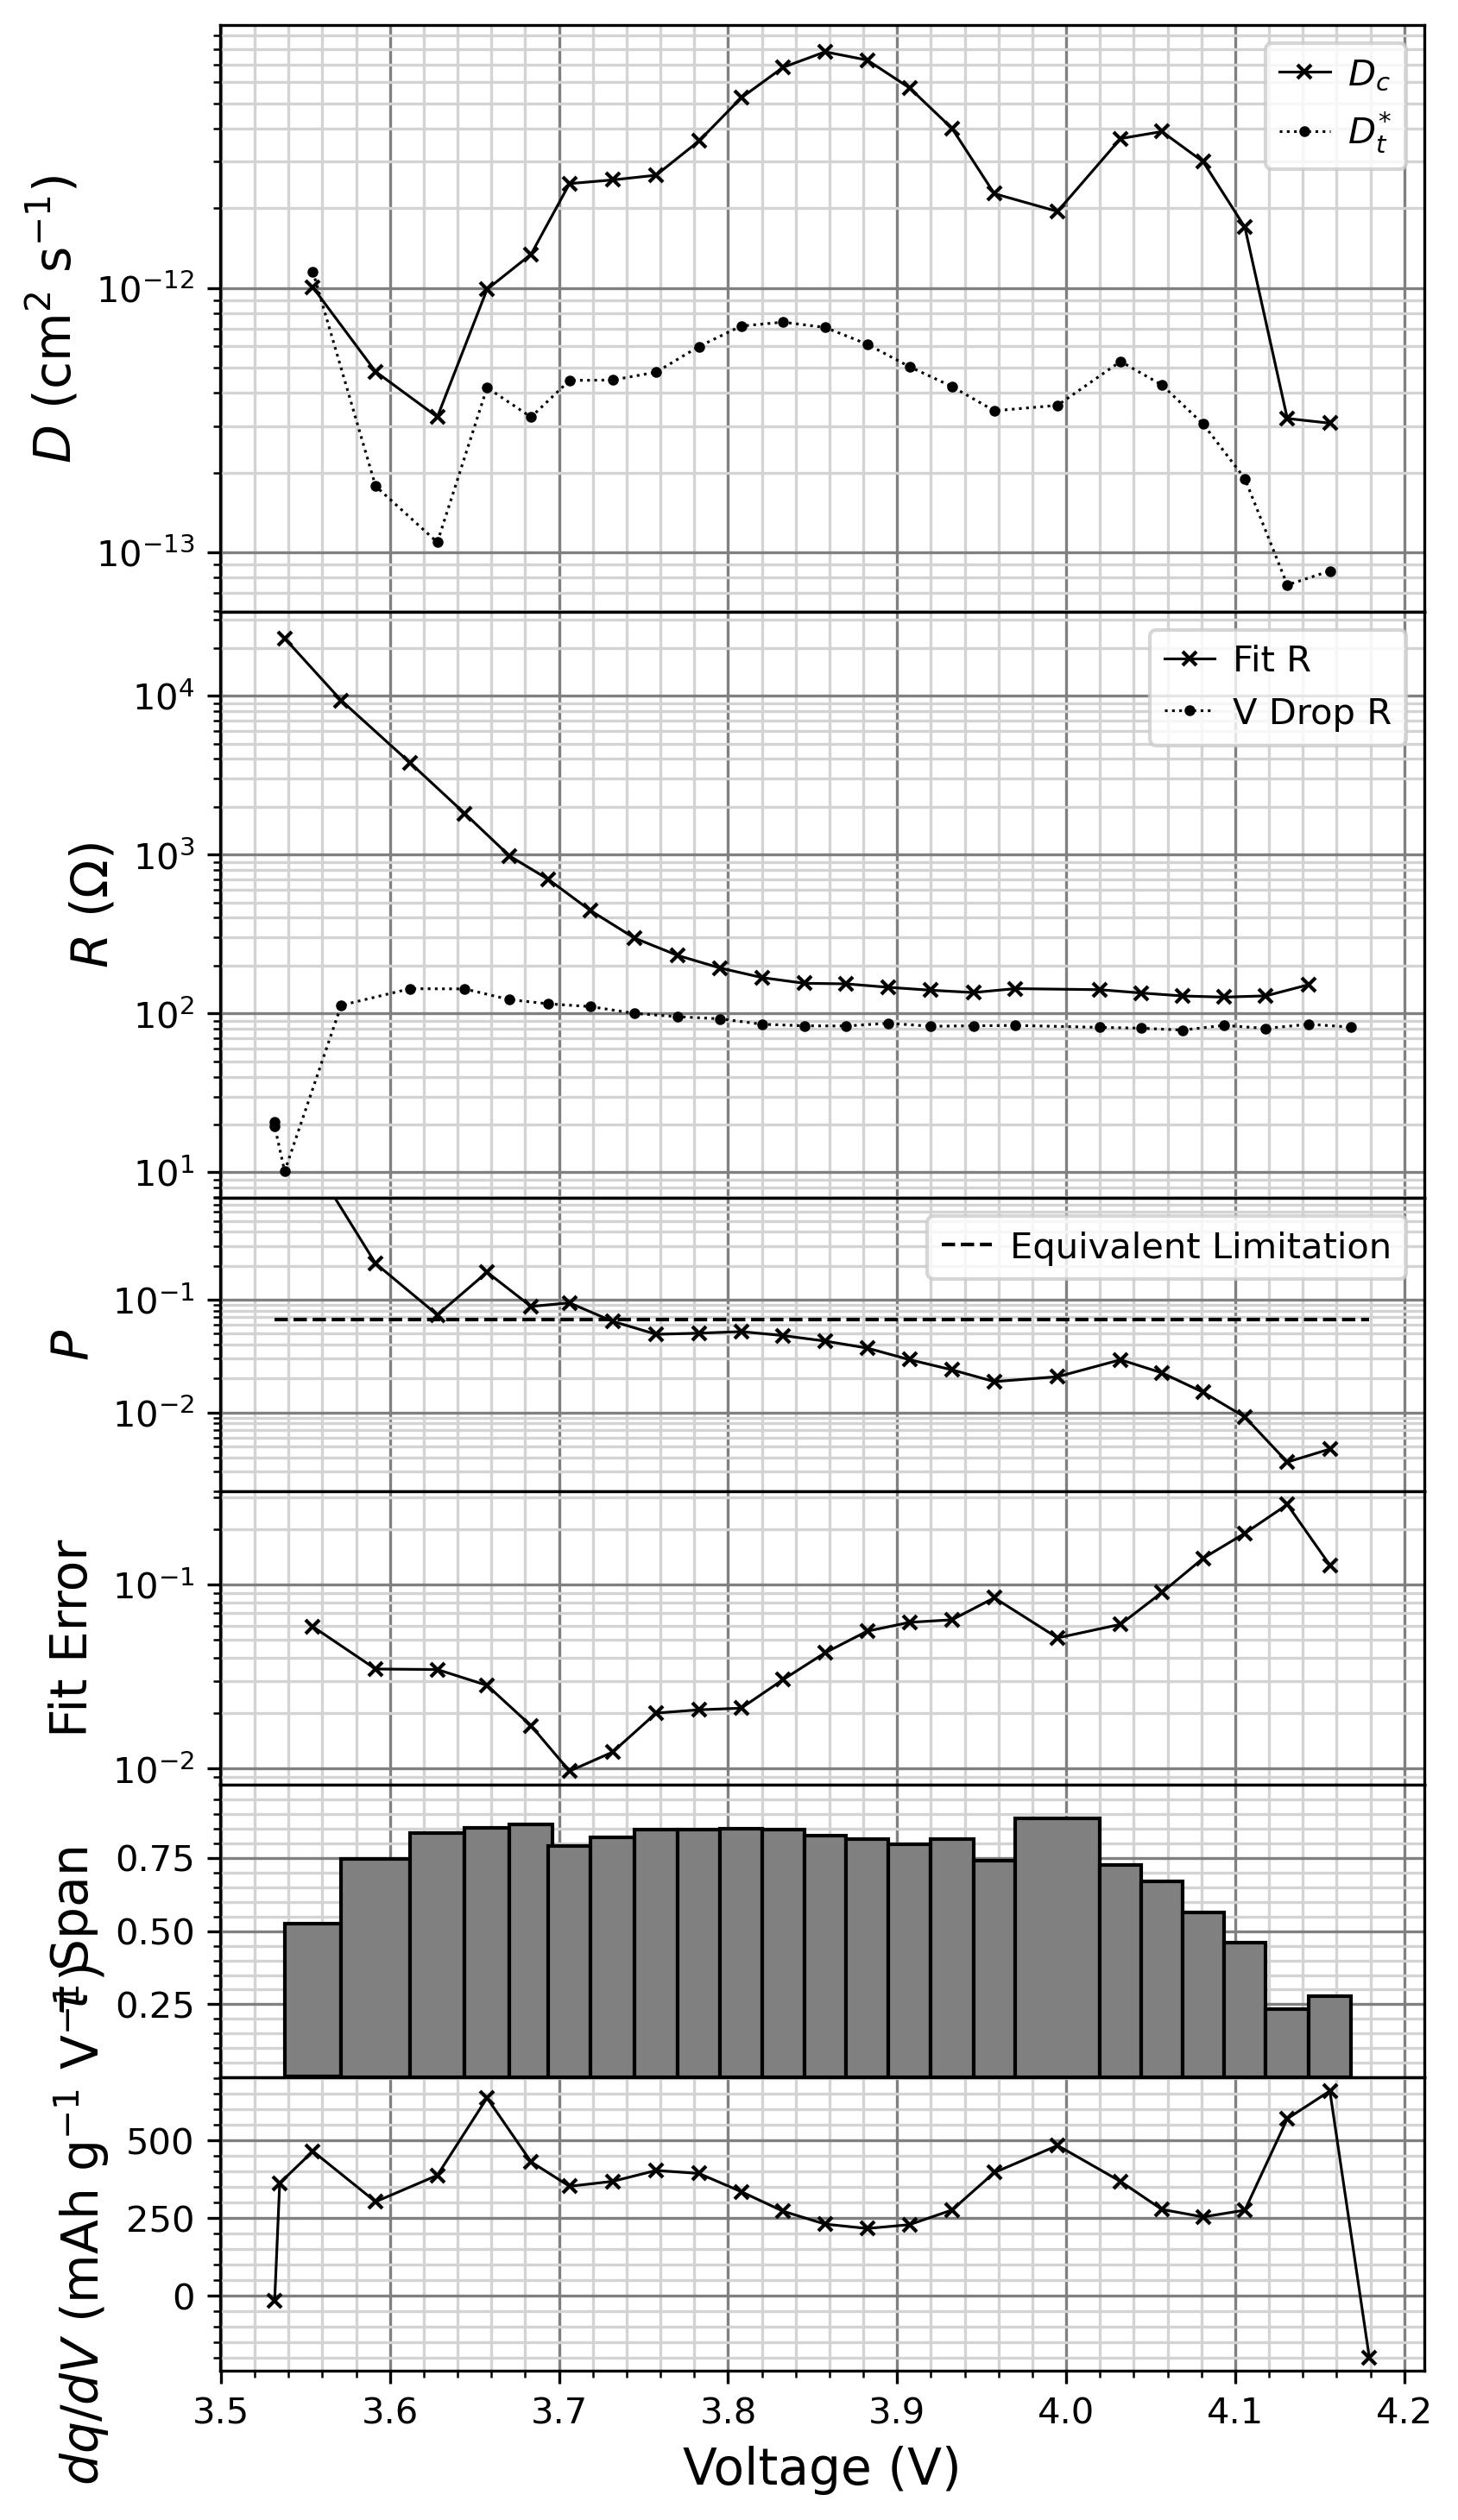 D (cm² s⁻¹)
10⁻¹²
10⁻¹³
D_c
D_t^*
R (Ω)
10⁴
10³
10²
10¹
Fit R
V Drop R
P
10⁻¹
10⁻²
Equivalent Limitation
Fit Error
10⁻¹
10⁻²
t Span
0.75
0.50
0.25
dq/dV (mAh g⁻¹ V⁻¹)
500
250
0
3.5 3.6 3.7 3.8 3.9 4.0 4.1 4.2
Voltage (V)